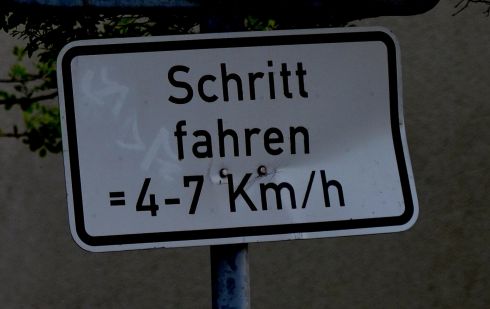 Schritt
fahren
=4-7 Km/h